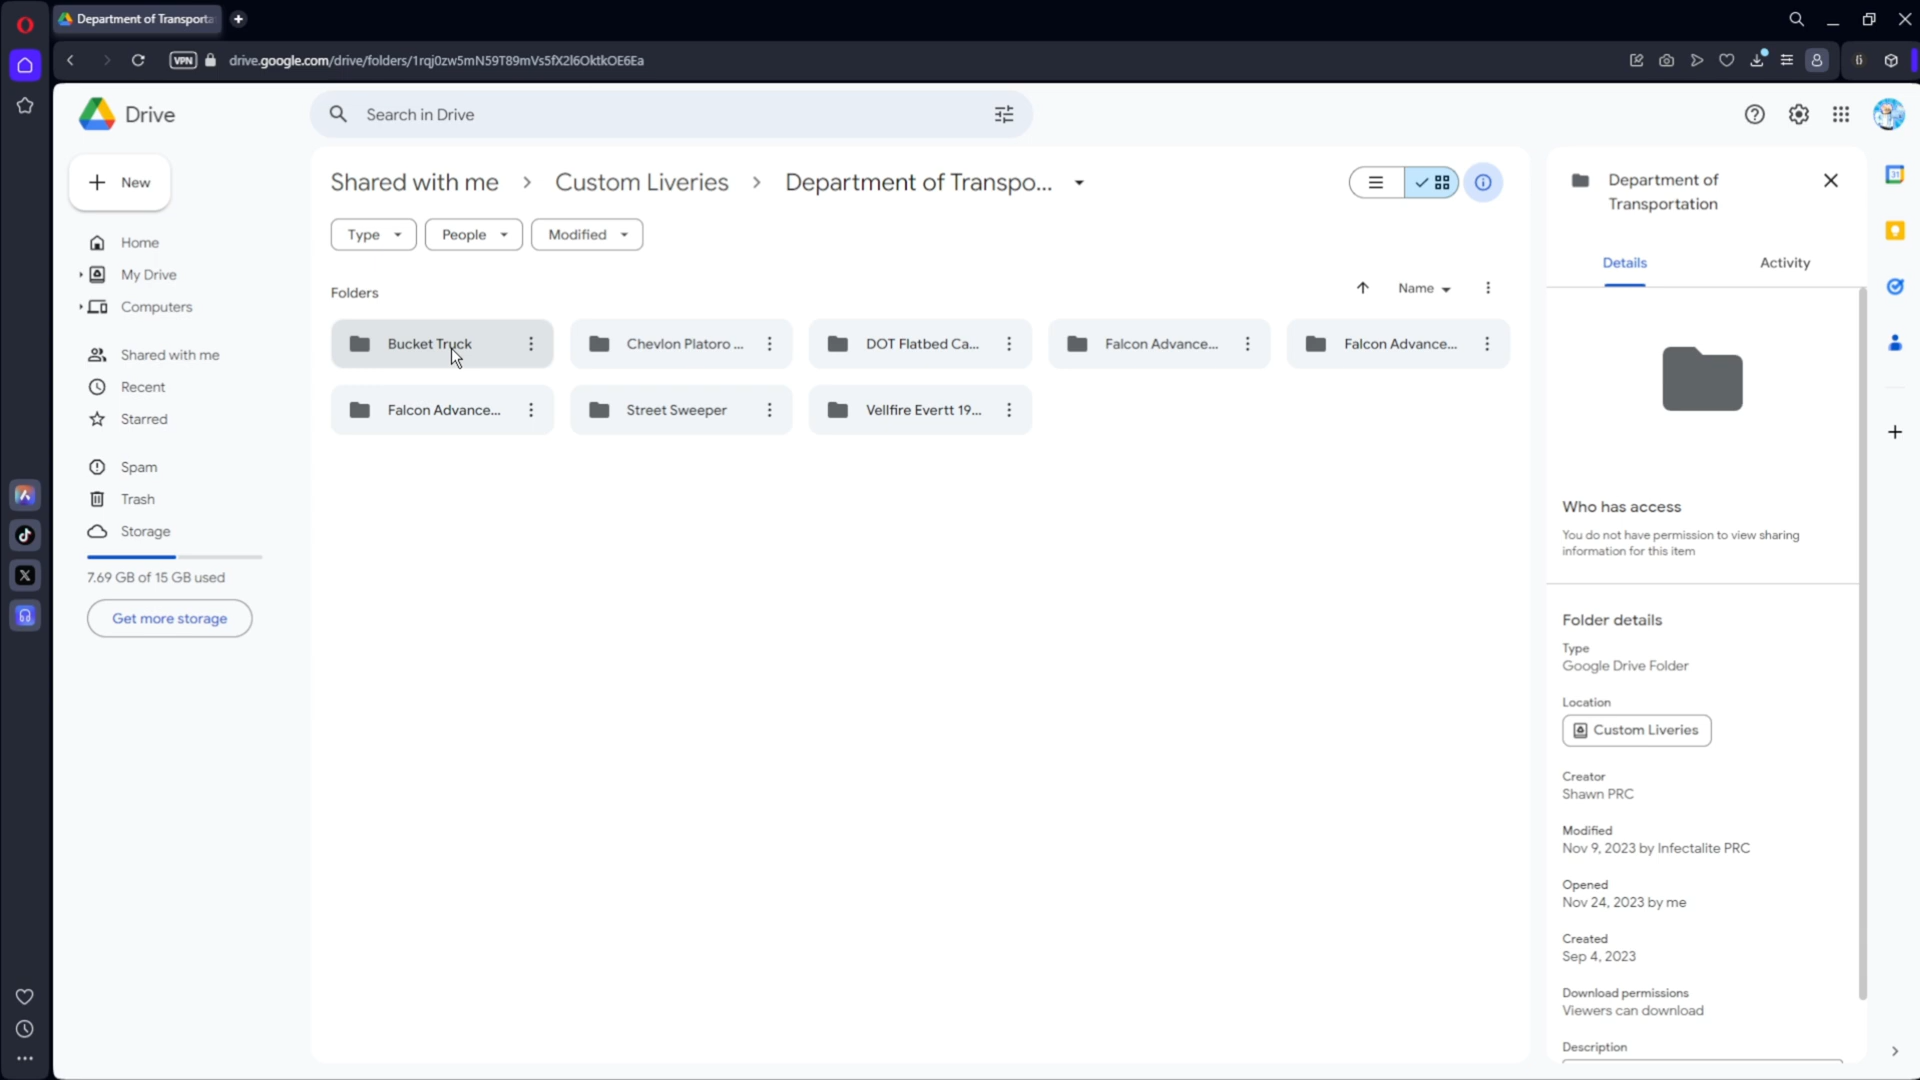 Department of Transporta
VPN
drive.google.com/drive/folders/1rqj0zw5mN59T89mVs5fX2l6OktkOE6Ea
Drive
Search in Drive
New
Home
My Drive
Computers
Shared with me
Recent
Starred
Spam
Trash
Storage
7.69 GB of 15 GB used
Get more storage
Shared with me > Custom Liveries > Department of Transpo...
Type People Modified
Folders
Name
Bucket Truck
Chevlon Platoro ...
DOT Flatbed Ca...
Falcon Advance...
Falcon Advance...
Falcon Advance...
Street Sweeper
Vellfire Evertt 19...
Department of
Transportation
Details Activity
Who has access
You do not have permission to view sharing
information for this item
Folder details
Type
Google Drive Folder
Location
Custom Liveries
Creator
Shawn PRC
Modified
Nov 9, 2023 by Infectalite PRC
Opened
Nov 24, 2023 by me
Created
Sep 4, 2023
Download permissions
Viewers can download
Description
31